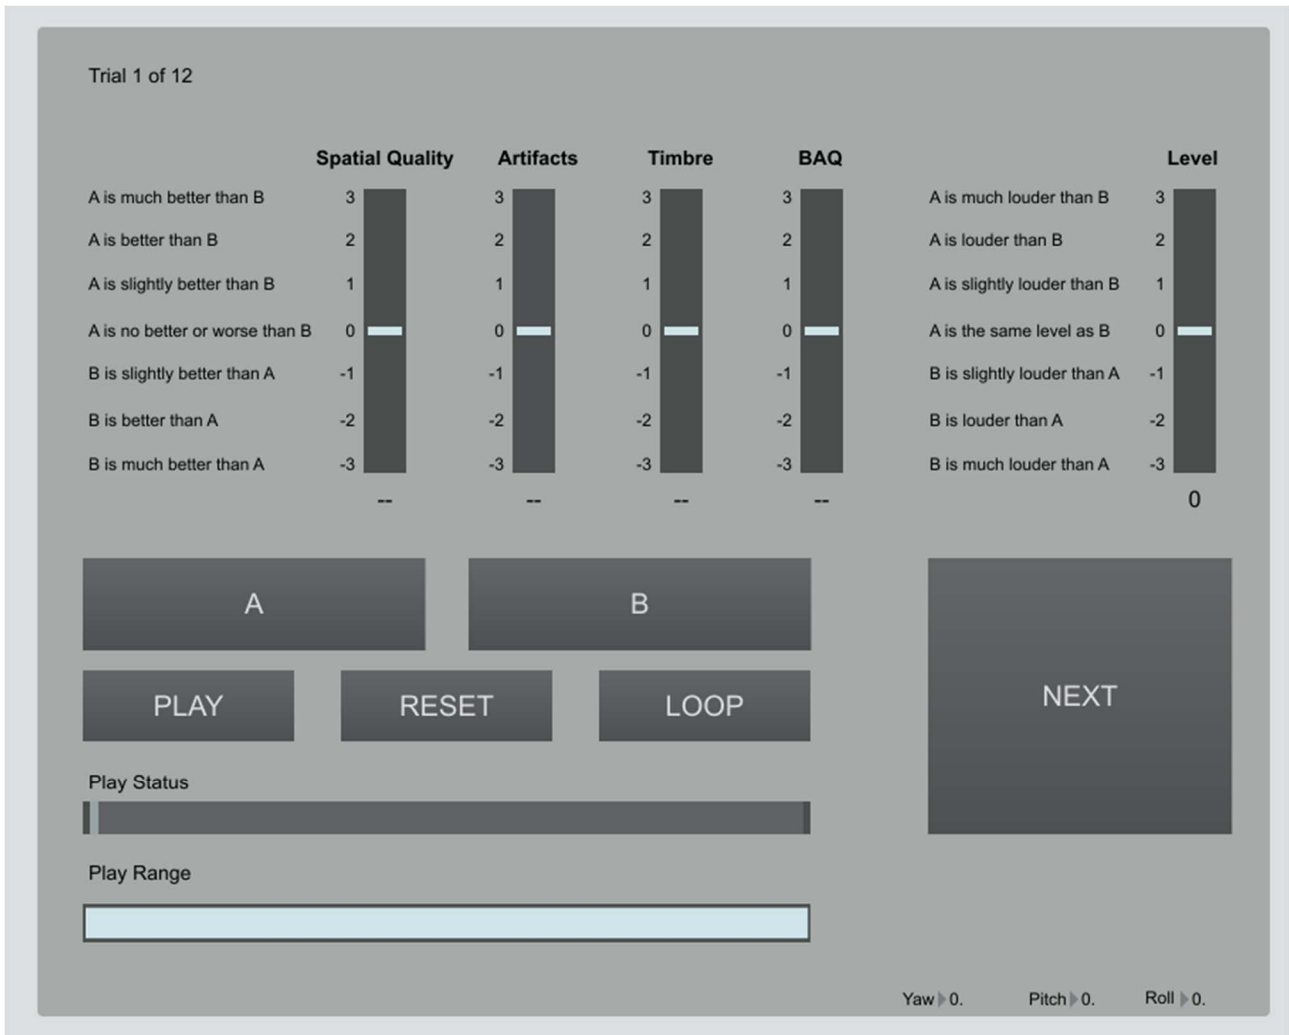 Trial 1 of 12
Spatial Quality Artifacts Timbre BAQ Level
A is much better than B 3 3 3 3 A is much louder than B 3
A is better than B 2 2 2 2 A is louder than B 2
A is slightly better than B 1 1 1 1 A is slightly louder than B 1
A is no better or worse than B 0 0 0 0 A is the same level as B 0
B is slightly better than A -1 -1 -1 -1 B is slightly louder than A -1
B is better than A -2 -2 -2 -2 B is louder than A -2
B is much better than A -3 -3 -3 -3 B is much louder than A -3
-- -- -- -- 0
A B
PLAY RESET LOOP NEXT
Play Status
Play Range
Yaw 0. Pitch 0. Roll 0.